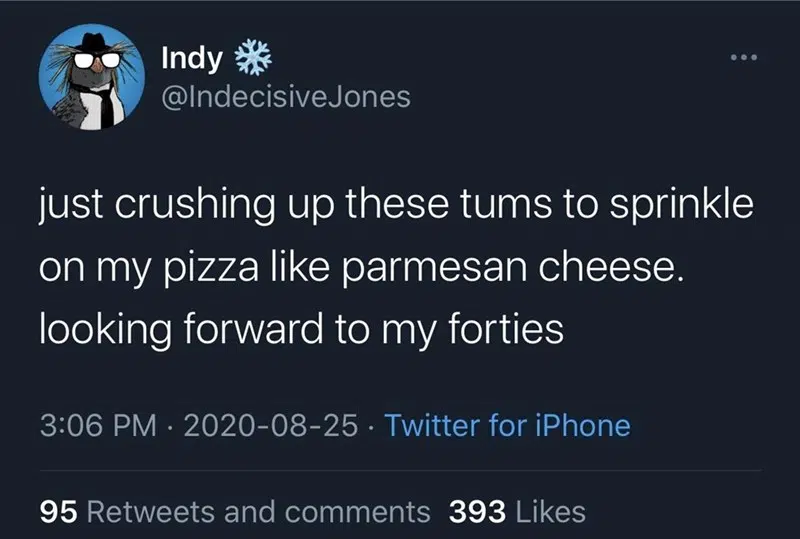 Indy ❄️
@IndecisiveJones
just crushing up these tums to sprinkle
on my pizza like parmesan cheese.
looking forward to my forties
3:06 PM · 2020-08-25 · Twitter for iPhone
95 Retweets and comments 393 Likes